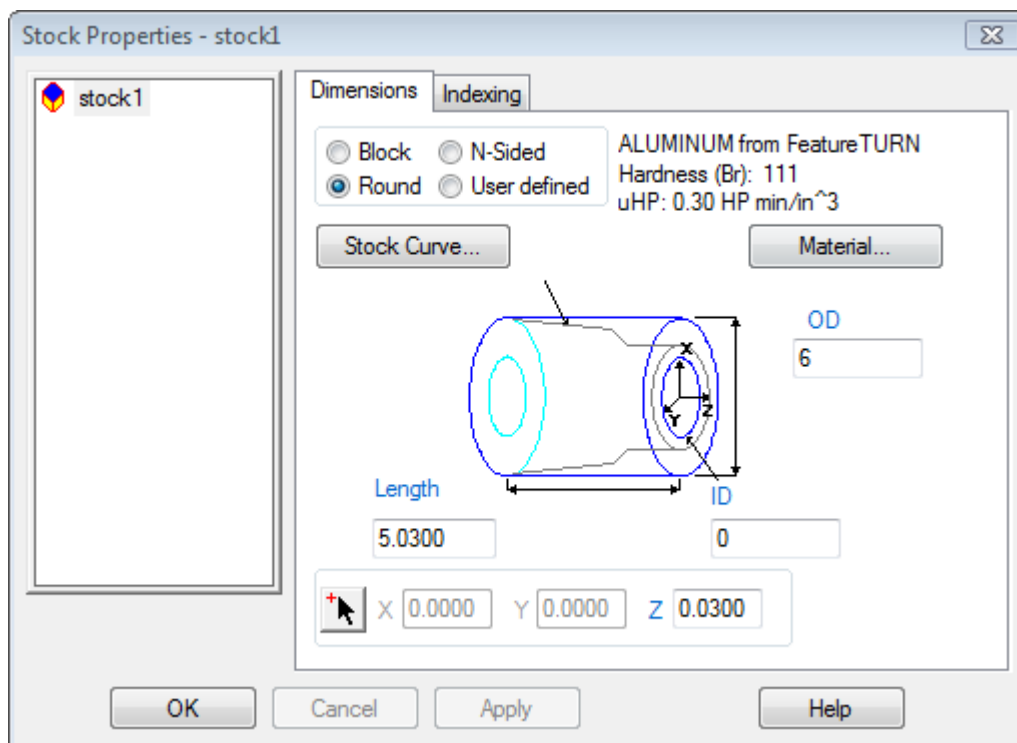 Stock Properties - stock1
stock1
Dimensions
Indexing
Block
N-Sided
Round
User defined
ALUMINUM from FeatureTURN
Hardness (Br): 111
uHP: 0.30 HP min/in^3
Stock Curve...
Material...
OD
6
X
Z
Y
Length
ID
5.0300
0
X 0.0000 Y 0.0000 Z 0.0300
OK
Cancel
Apply
Help